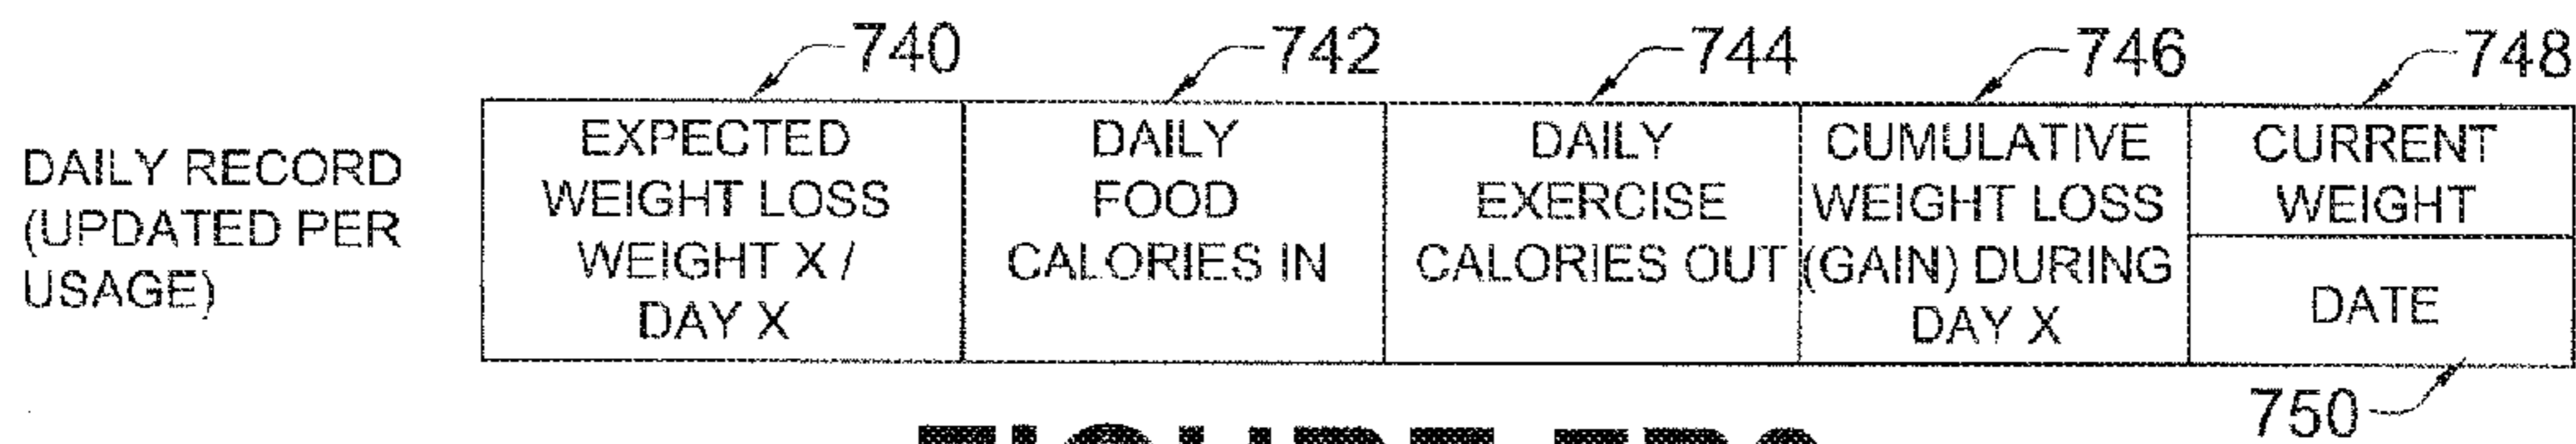 740 742 744 746 748
DAILY RECORD
(UPDATED PER
USAGE)
EXPECTED
WEIGHT LOSS
WEIGHT X /
DAY X
DAILY
FOOD
CALORIES IN
DAILY
EXERCISE
CALORIES OUT
CUMULATIVE
WEIGHT LOSS
(GAIN) DURING
DAY X
CURRENT
WEIGHT
DATE
750